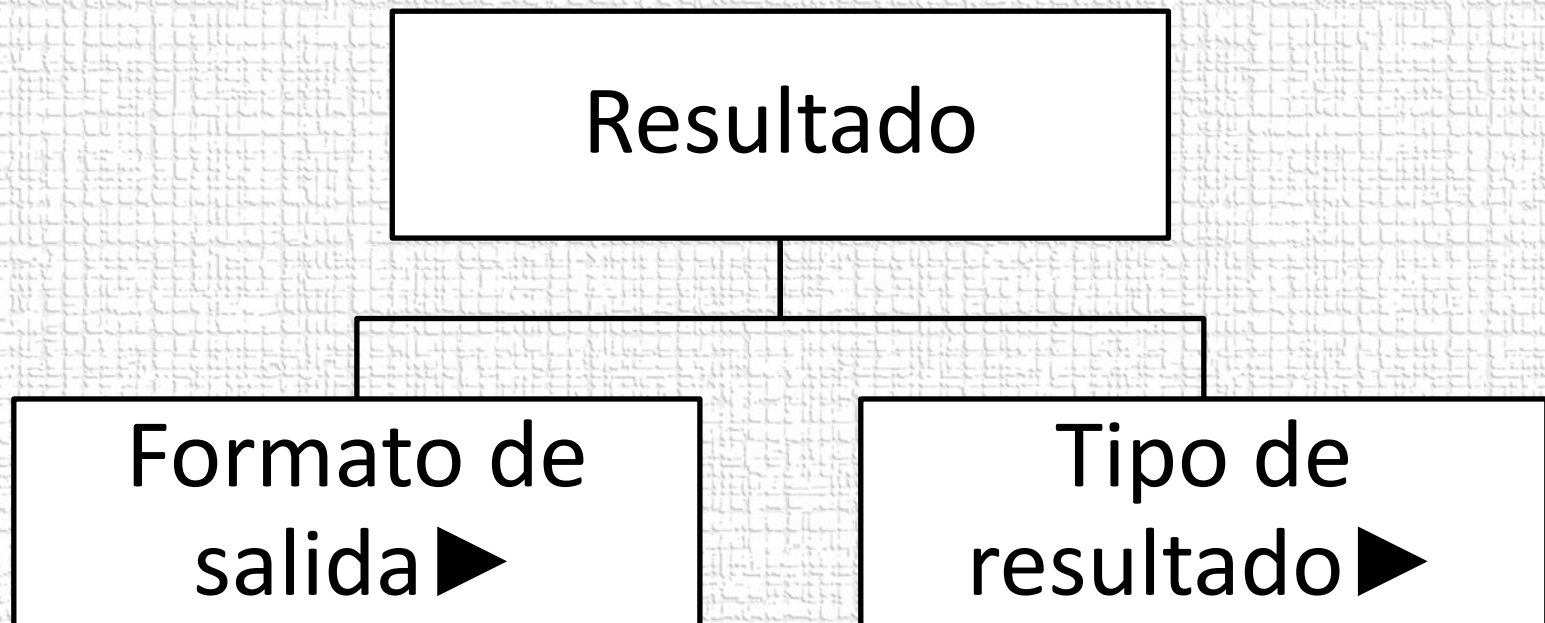 Resultado
Formato de
salida►
Tipo de
resultado►